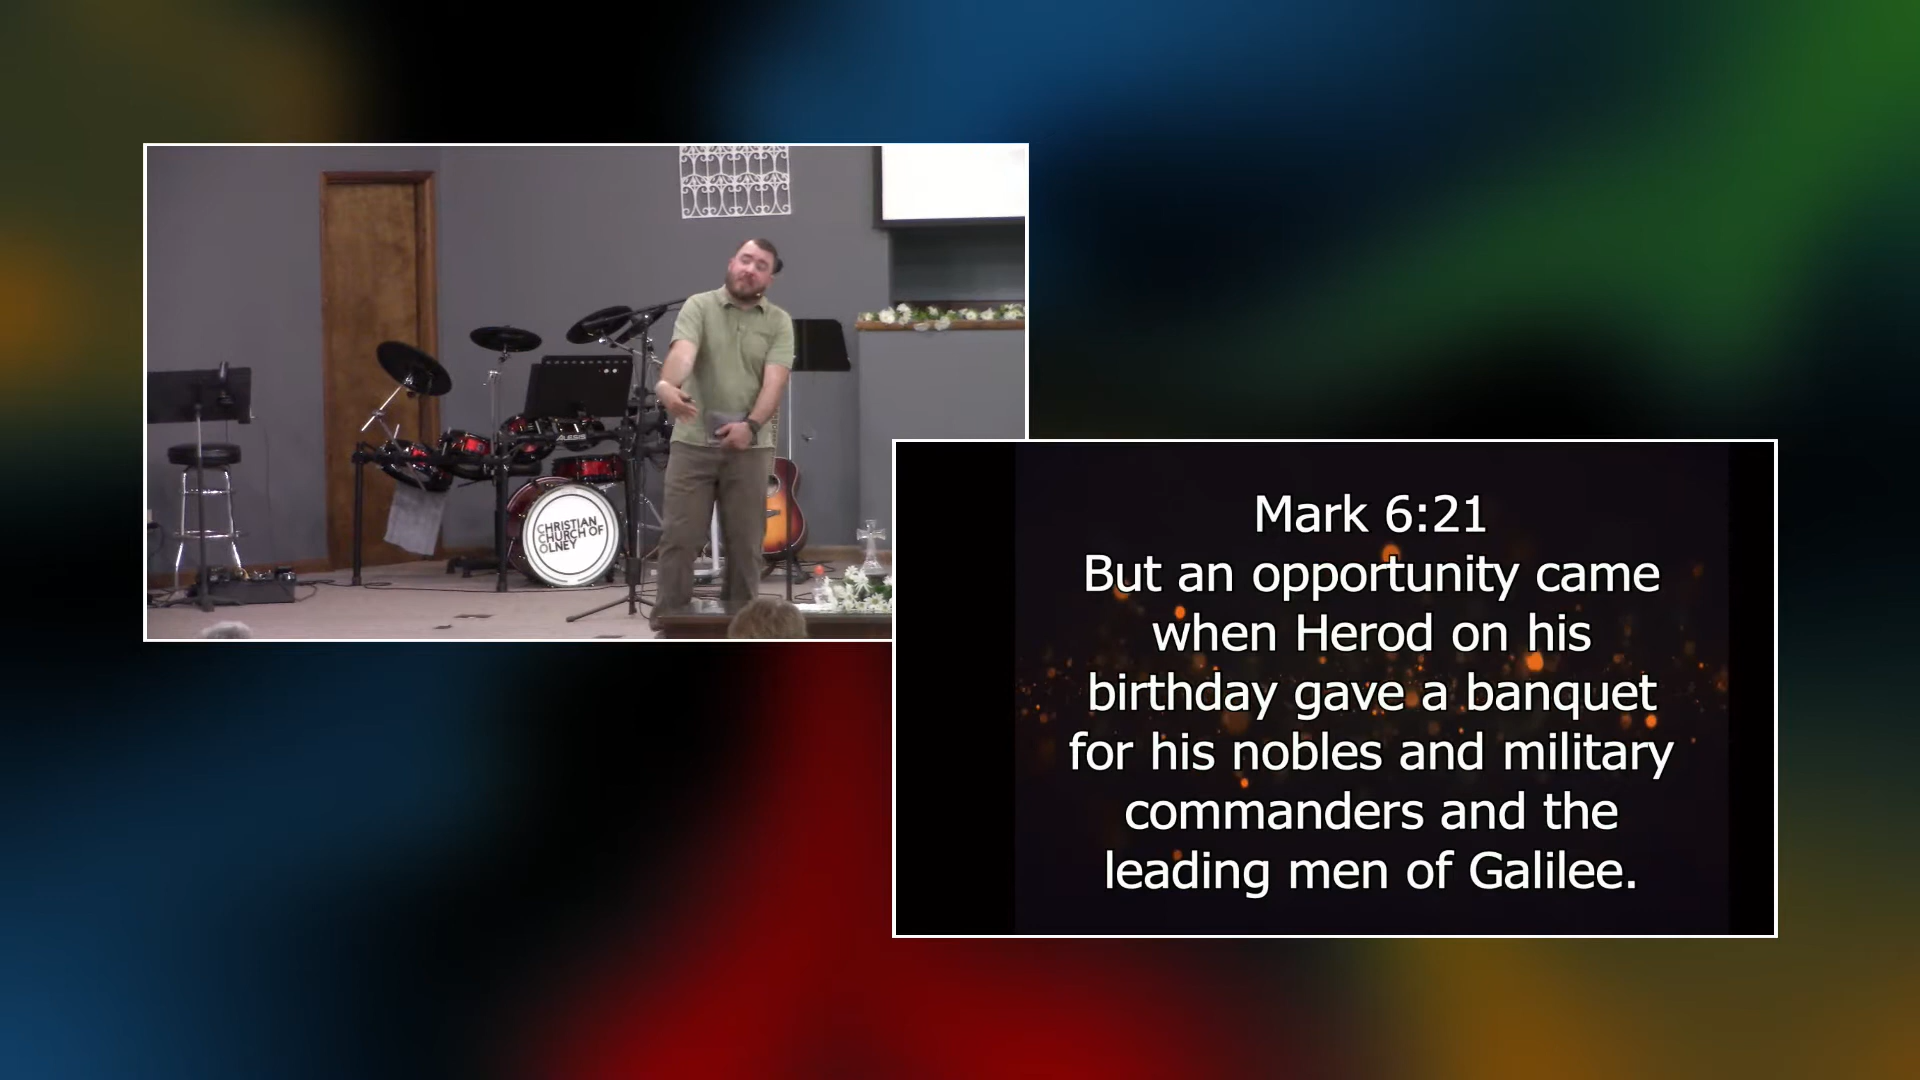 ALESIS
CHRISTIAN
CHURCH OF
OLNEY
Mark 6:21
But an opportunity came
when Herod on his
birthday gave a banquet
for his nobles and military
commanders and the
leading men of Galilee.